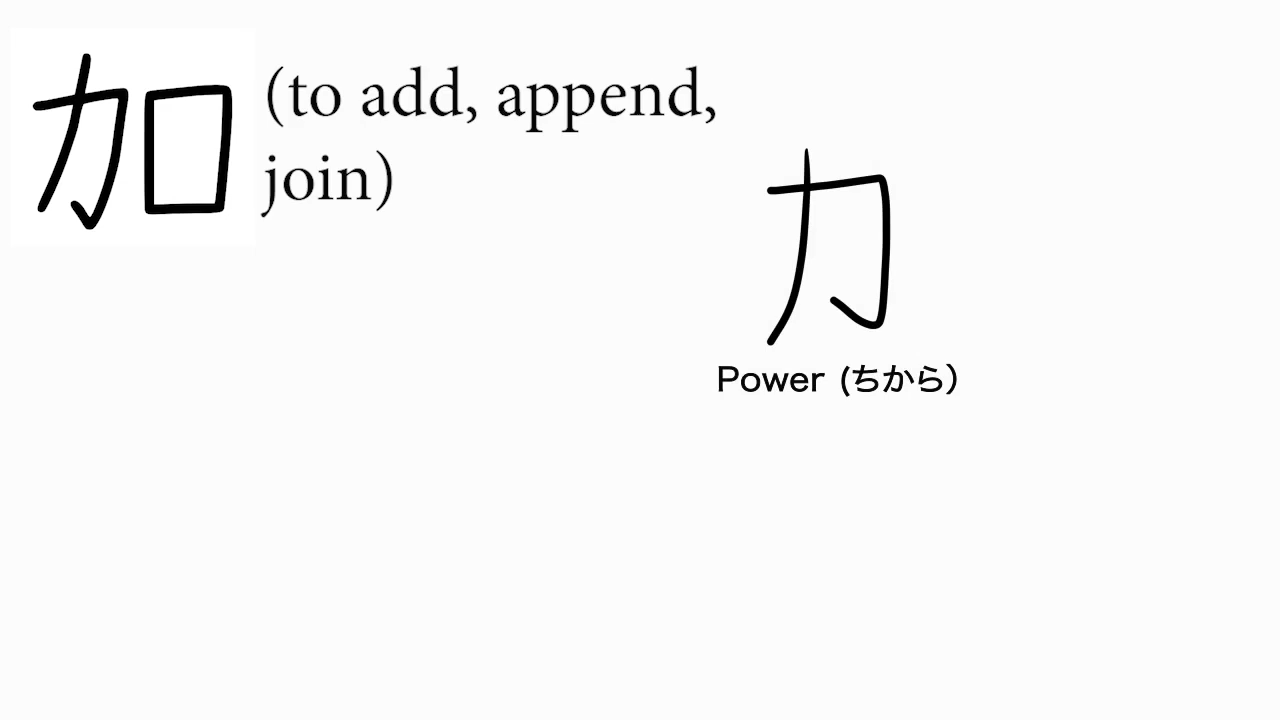 加 (to add, append,
join)
力
Power (ちから）